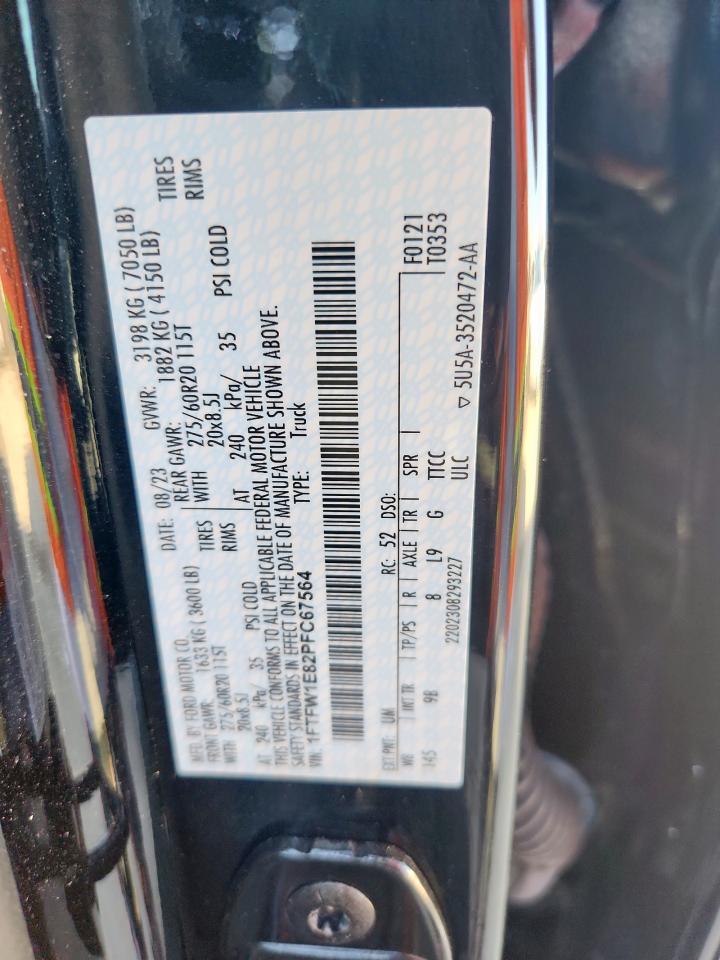 MFD. BY FORD MOTOR CO. DATE: 08/23 GVWR: 3198 KG ( 7050 LB)
FRONT GAWR: 1633 KG ( 3600 LB) REAR GAWR: 1882 KG ( 4150 LB)
WITH 275/60R20 115T TIRES WITH 275/60R20 115T TIRES
20x8.5J RIMS 20x8.5J RIMS
AT 240 kPa/ 35 PSI COLD AT 240 kPa/ 35 PSI COLD
THIS VEHICLE CONFORMS TO ALL APPLICABLE FEDERAL MOTOR VEHICLE
SAFETY STANDARDS IN EFFECT ON THE DATE OF MANUFACTURE SHOWN ABOVE.
VIN: 1FTFW1E82PFC67564 TYPE: Truck
EXT PNT: UM RC: 52 DSO:
WB INT TR TP/PS R AXLE TR SPR F0121
145 9B 8 L9 G TTCC T0353
2202308293227 ULC ▽ 5U5A-3520472-AA